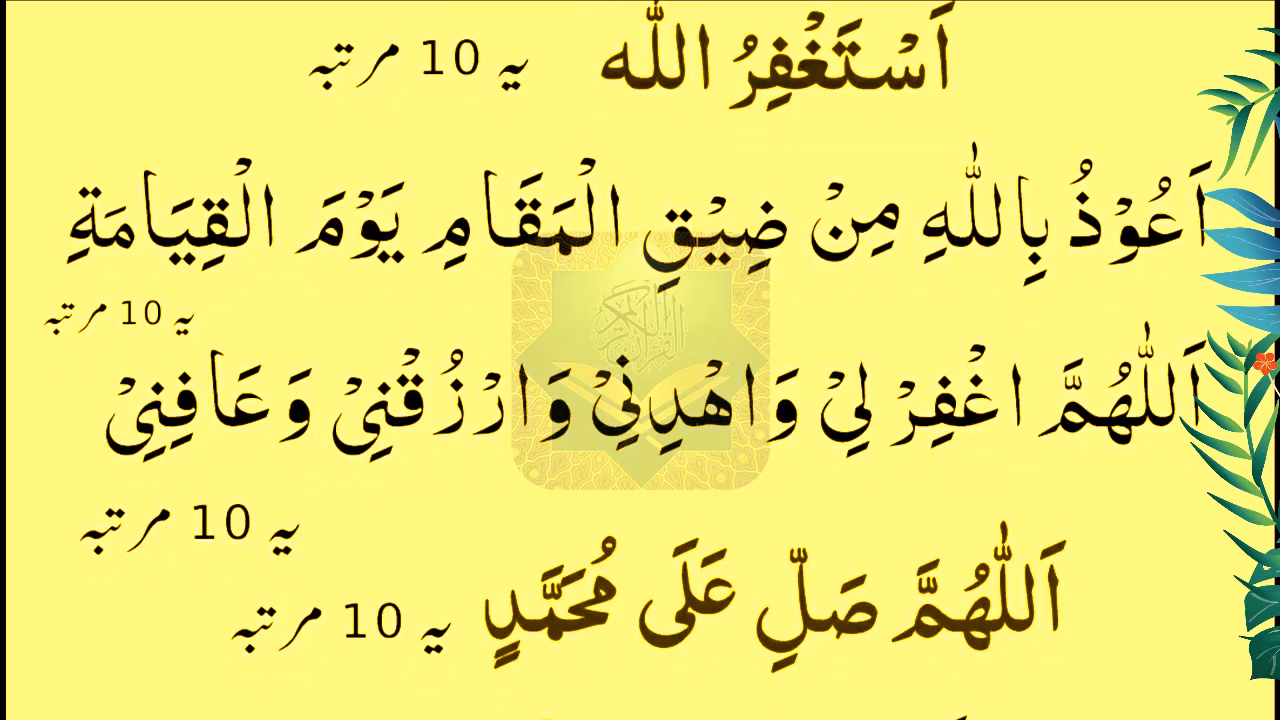 اَسْتَغْفِرُ اللّٰه یہ 10 مرتبہ
اَعُوْذُ بِاللّٰهِ مِنْ ضِيْقِ الْمَقَامِ يَوْمَ الْقِيَامَةِ
یہ 10 مرتبہ
اَللّٰهُمَّ اغْفِرْ لِيْ وَاهْدِنِيْ وَارْزُقْنِيْ وَعَافِنِيْ
یہ 10 مرتبہ
اَللّٰهُمَّ صَلِّ عَلَى مُحَمَّدٍ یہ 10 مرتبہ